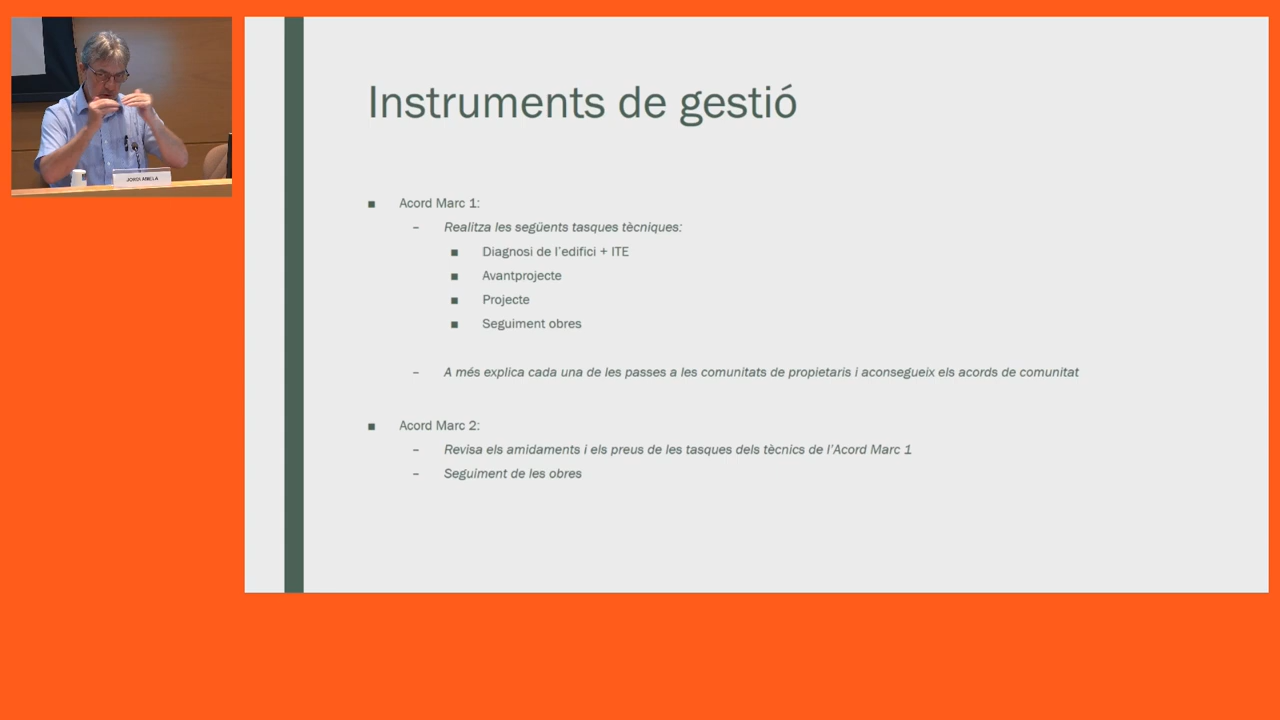 Instruments de gestió
Acord Marc 1:
Realitza les següents tasques tècniques:
Diagnosi de l'edifici + ITE
Avantprojecte
Projecte
Seguiment obres
A més explica cada una de les passes a les comunitats de propietaris i aconsegueix els acords de comunitat
Acord Marc 2:
Revisa els amidaments i els preus de les tasques dels tècnics de l'Acord Marc 1
Seguiment de les obres